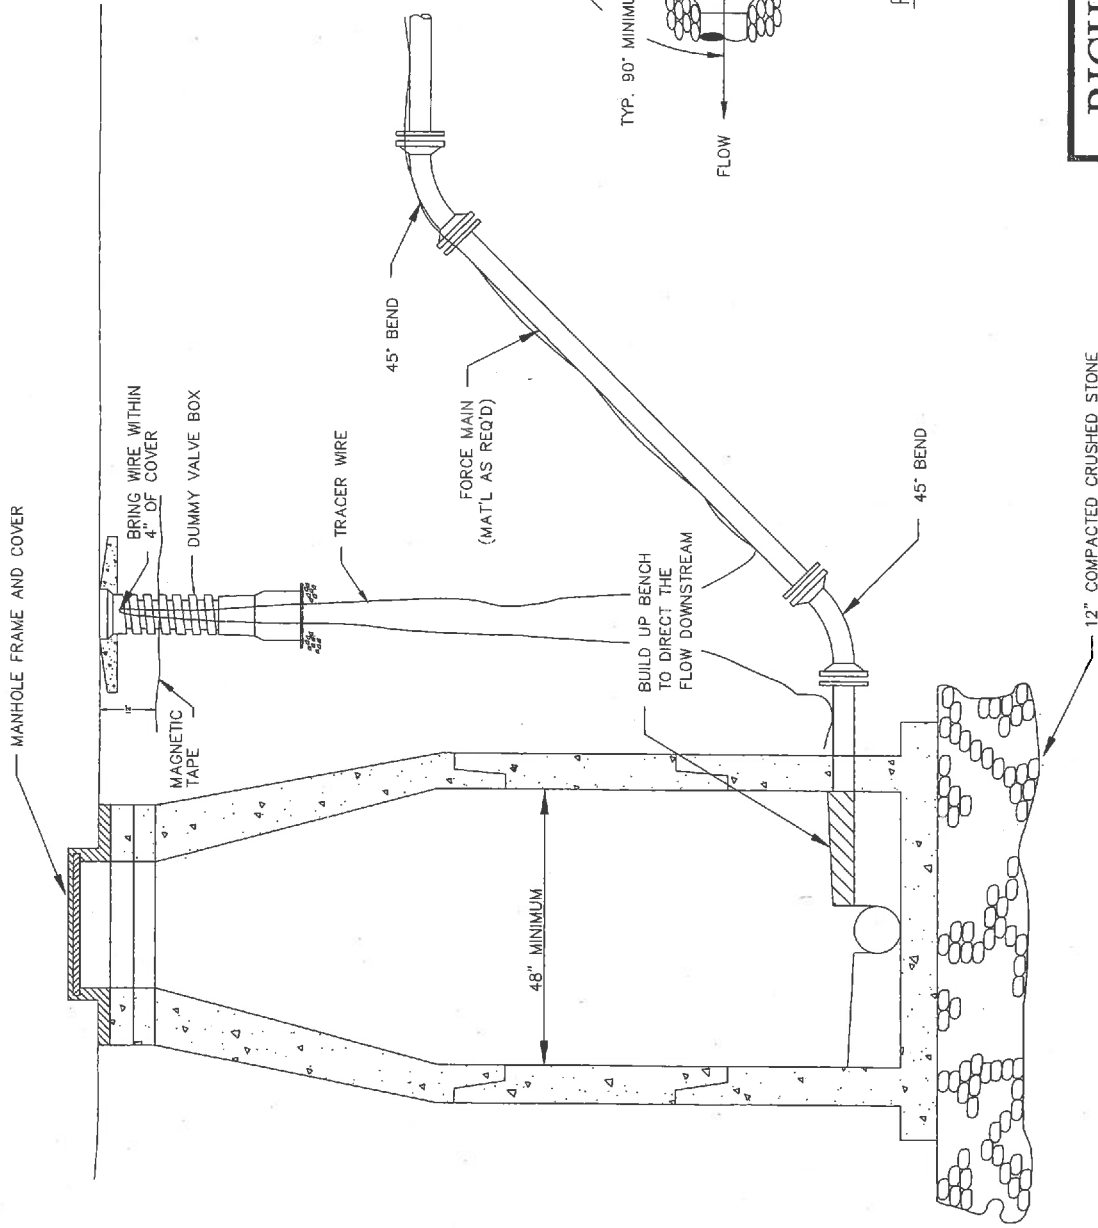 MANHOLE FRAME AND COVER
BRING WIRE WITHIN
4" OF COVER
DUMMY VALVE BOX
MAGNETIC
TAPE
TRACER WIRE
45° BEND
FORCE MAIN
(MAT'L AS REQ'D)
BUILD UP BENCH
TO DIRECT THE
FLOW DOWNSTREAM
48" MINIMUM
45° BEND
12" COMPACTED CRUSHED STONE
TYP. 90° MINIMU
FLOW